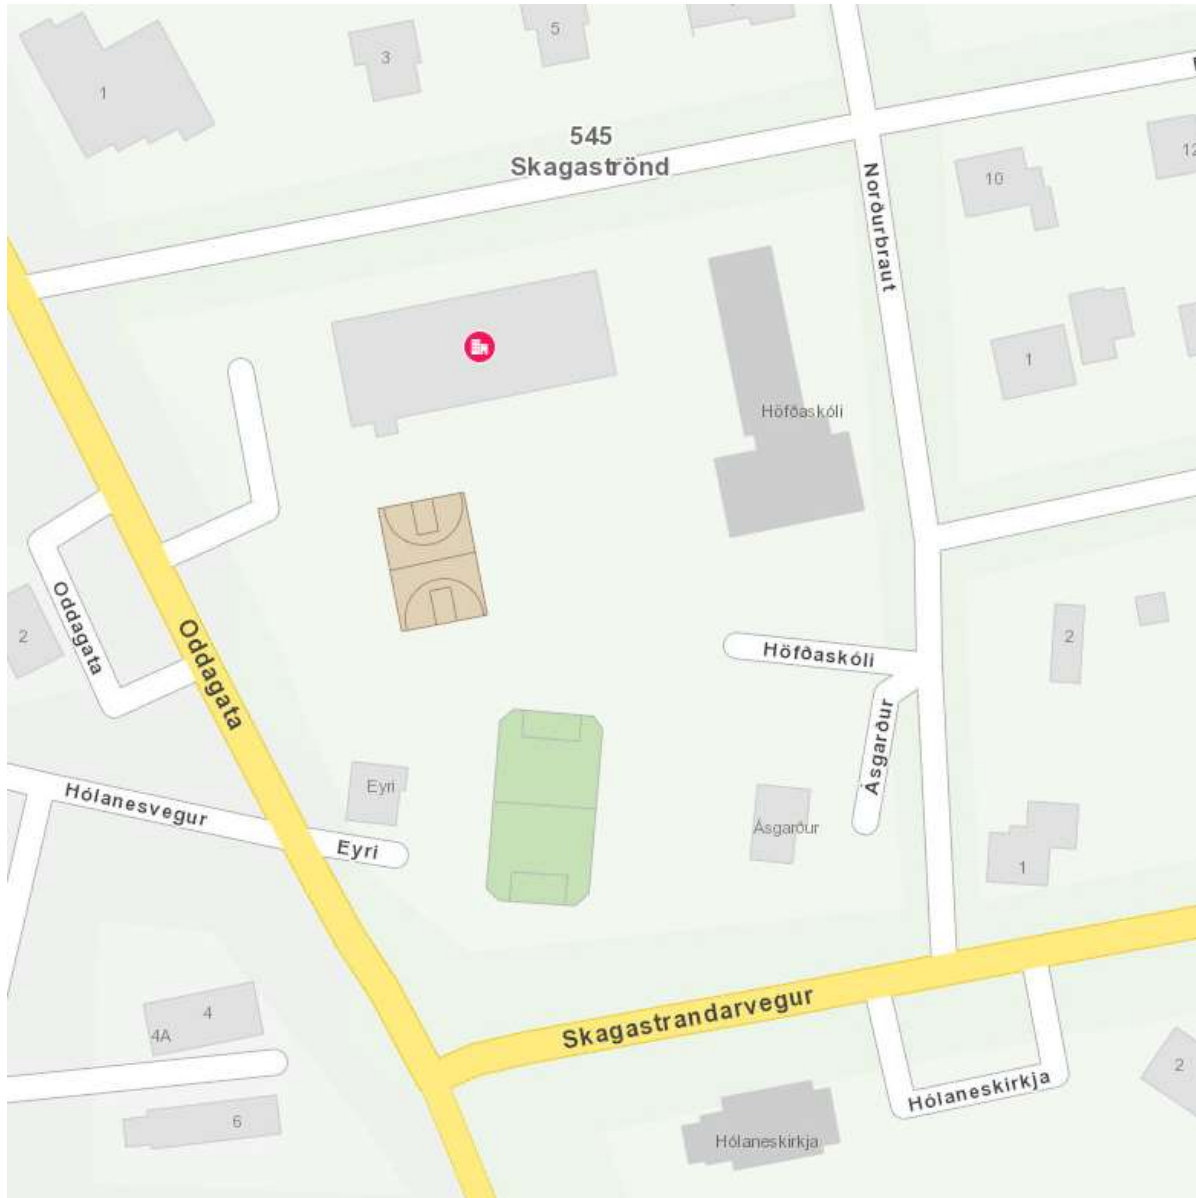 1
3
5
545
Skagaströnd
10
12
Norðurbraut
1
Höfðaskóli
Oddagata
2
Oddagata
2
Höfðaskóli
Ásgarður
Hólanesvegur
Eyri
Eyri
Ásgarður
1
4
4A
6
Skagastrandarvegur
Hólaneskirkja
2
Hólaneskirkja